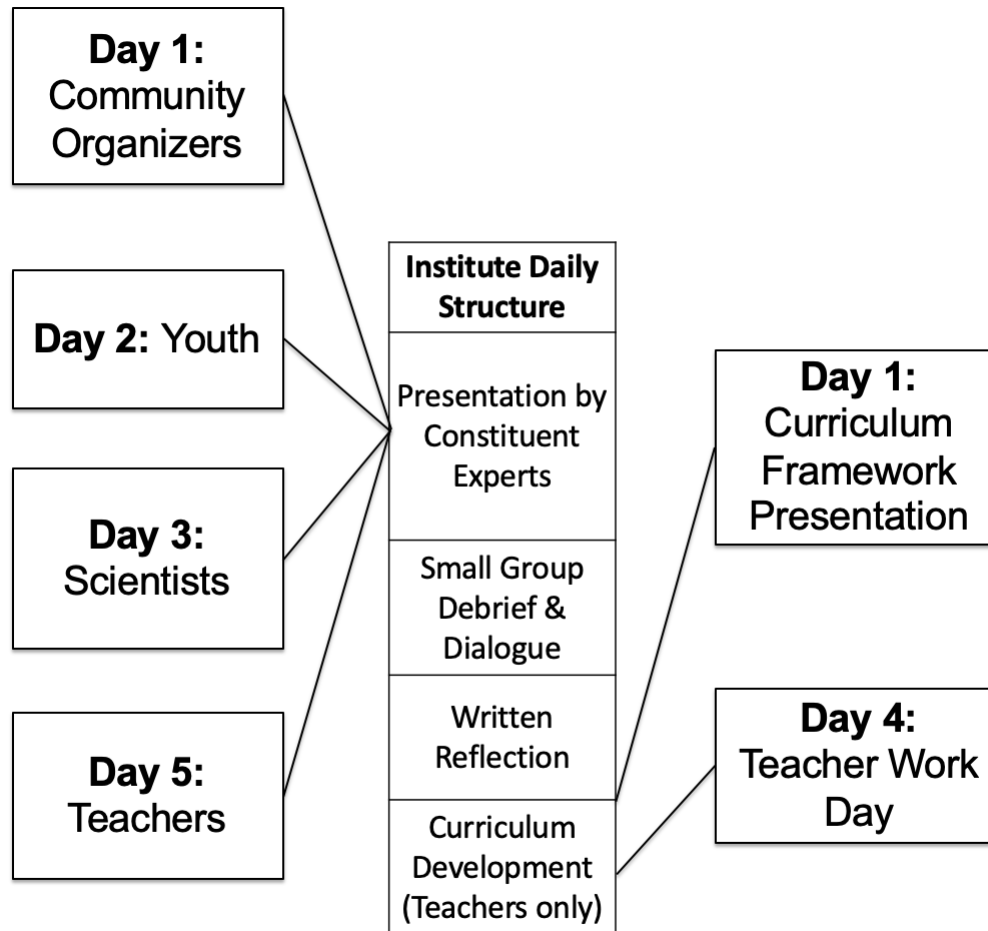 Day 1:
Community
Organizers
Day 2: Youth
Day 3:
Scientists
Day 5:
Teachers
Institute Daily
Structure
Presentation by
Constituent
Experts
Small Group
Debrief &
Dialogue
Written
Reflection
Curriculum
Development
(Teachers only)
Day 1:
Curriculum
Framework
Presentation
Day 4:
Teacher Work
Day